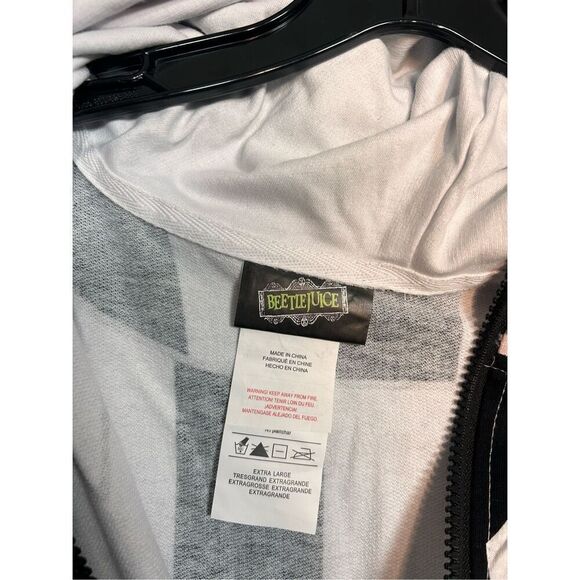 BEETLEJUICE
MADE IN CHINA
FABRIQUÉ EN CHINE
HECHO EN CHINA
WARNING! KEEP AWAY FROM FIRE.
ATTENTION! TENIR LOIN DU FEU.
¡ADVERTENCIA!
MANTENGASE ALEJADO DEL FUEGO.
planchar
EXTRA LARGE
TRESGRAND EXTRAGRANDE
EXTRAGROSSE EXTRAGRANDE
EXTRAGRANDE